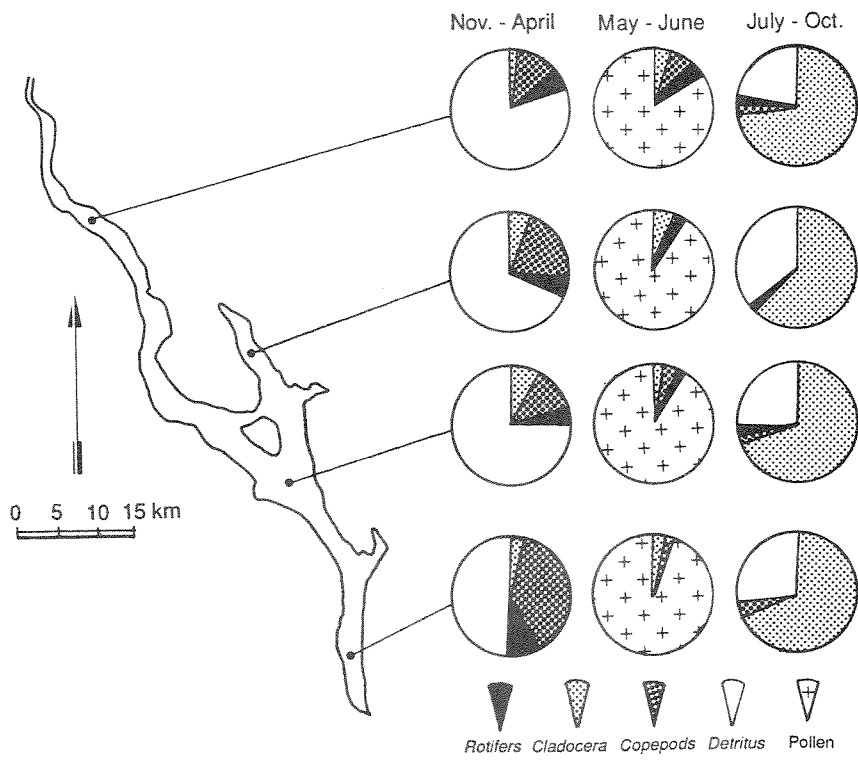 Nov. - April May - June July - Oct.
0 5 10 15 km
Rotifers Cladocera Copepods Detritus Pollen